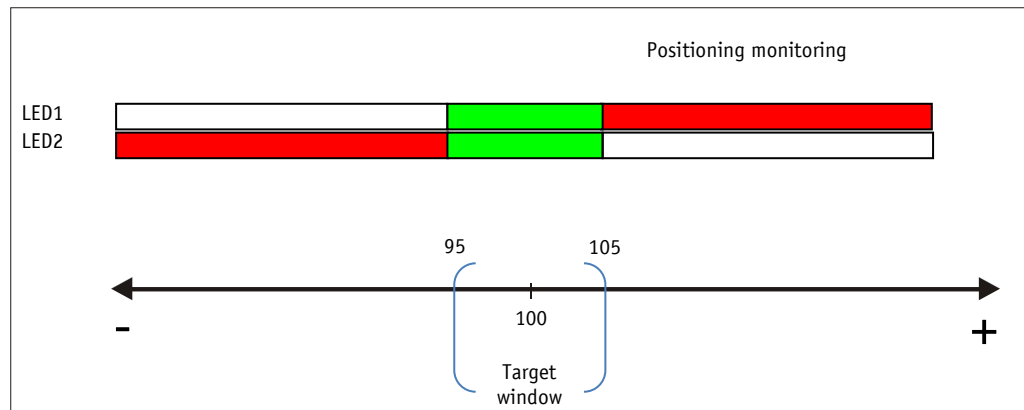 Positioning monitoring
LED1
LED2
95
105
100
-
+
Target
window